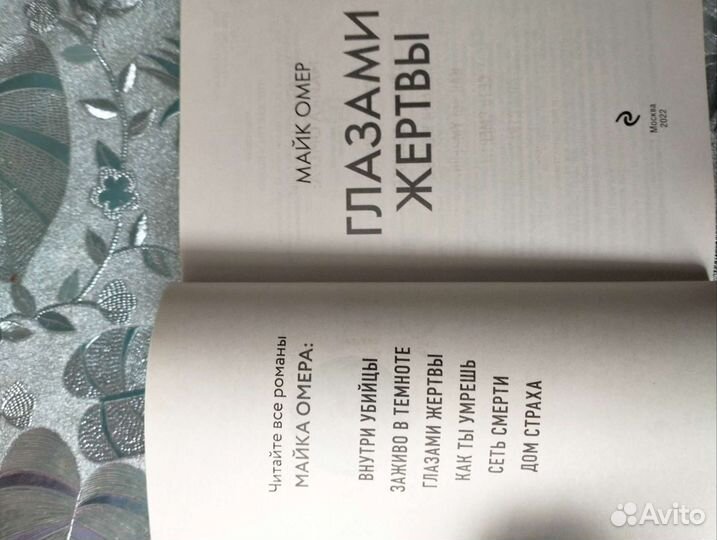 Читайте все романы
МАЙКА ОМЕРА:
ВНУТРИ УБИЙЦЫ
ЗАЖИВО В ТЕМНОТЕ
ГЛАЗАМИ ЖЕРТВЫ
КАК ТЫ УМРЕШЬ
СЕТЬ СМЕРТИ
ДОМ СТРАХА
МАЙК ОМЕР
ГЛАЗАМИ
ЖЕРТВЫ
Москва
2022
Avito